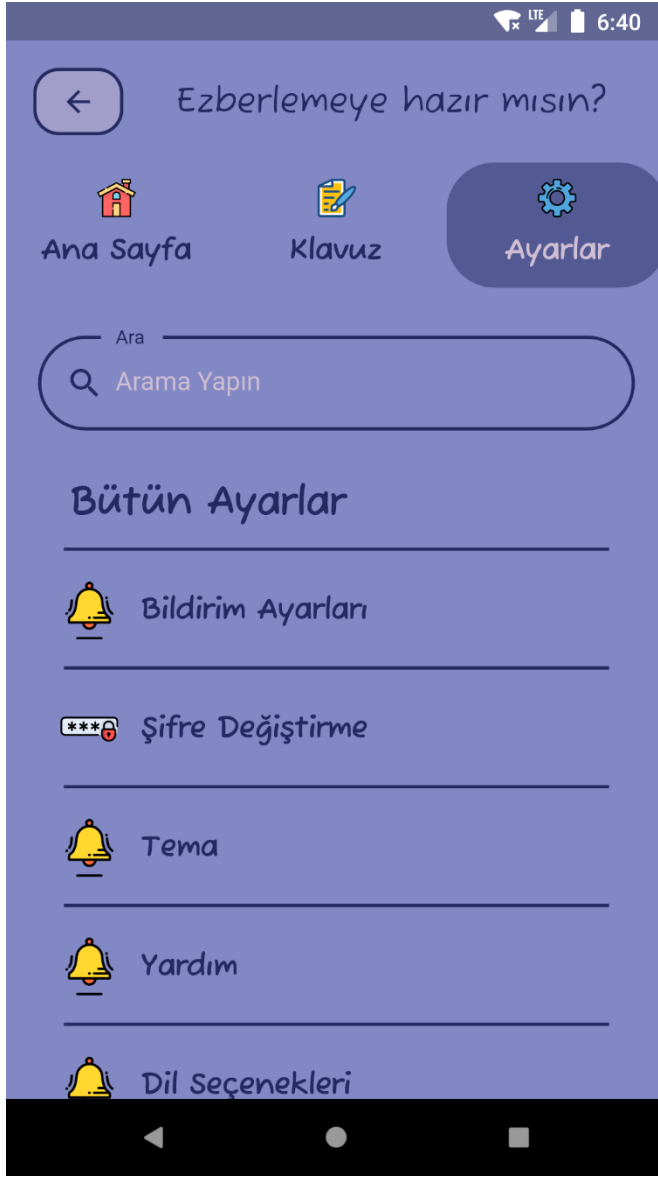 LTE 6:40
Ezberlemeye hazır mısın?
Ana Sayfa Klavuz Ayarlar
Ara
Arama Yapın
Bütün Ayarlar
Bildirim Ayarları
*** Şifre Değiştirme
Tema
Yardım
Dil Seçenekleri